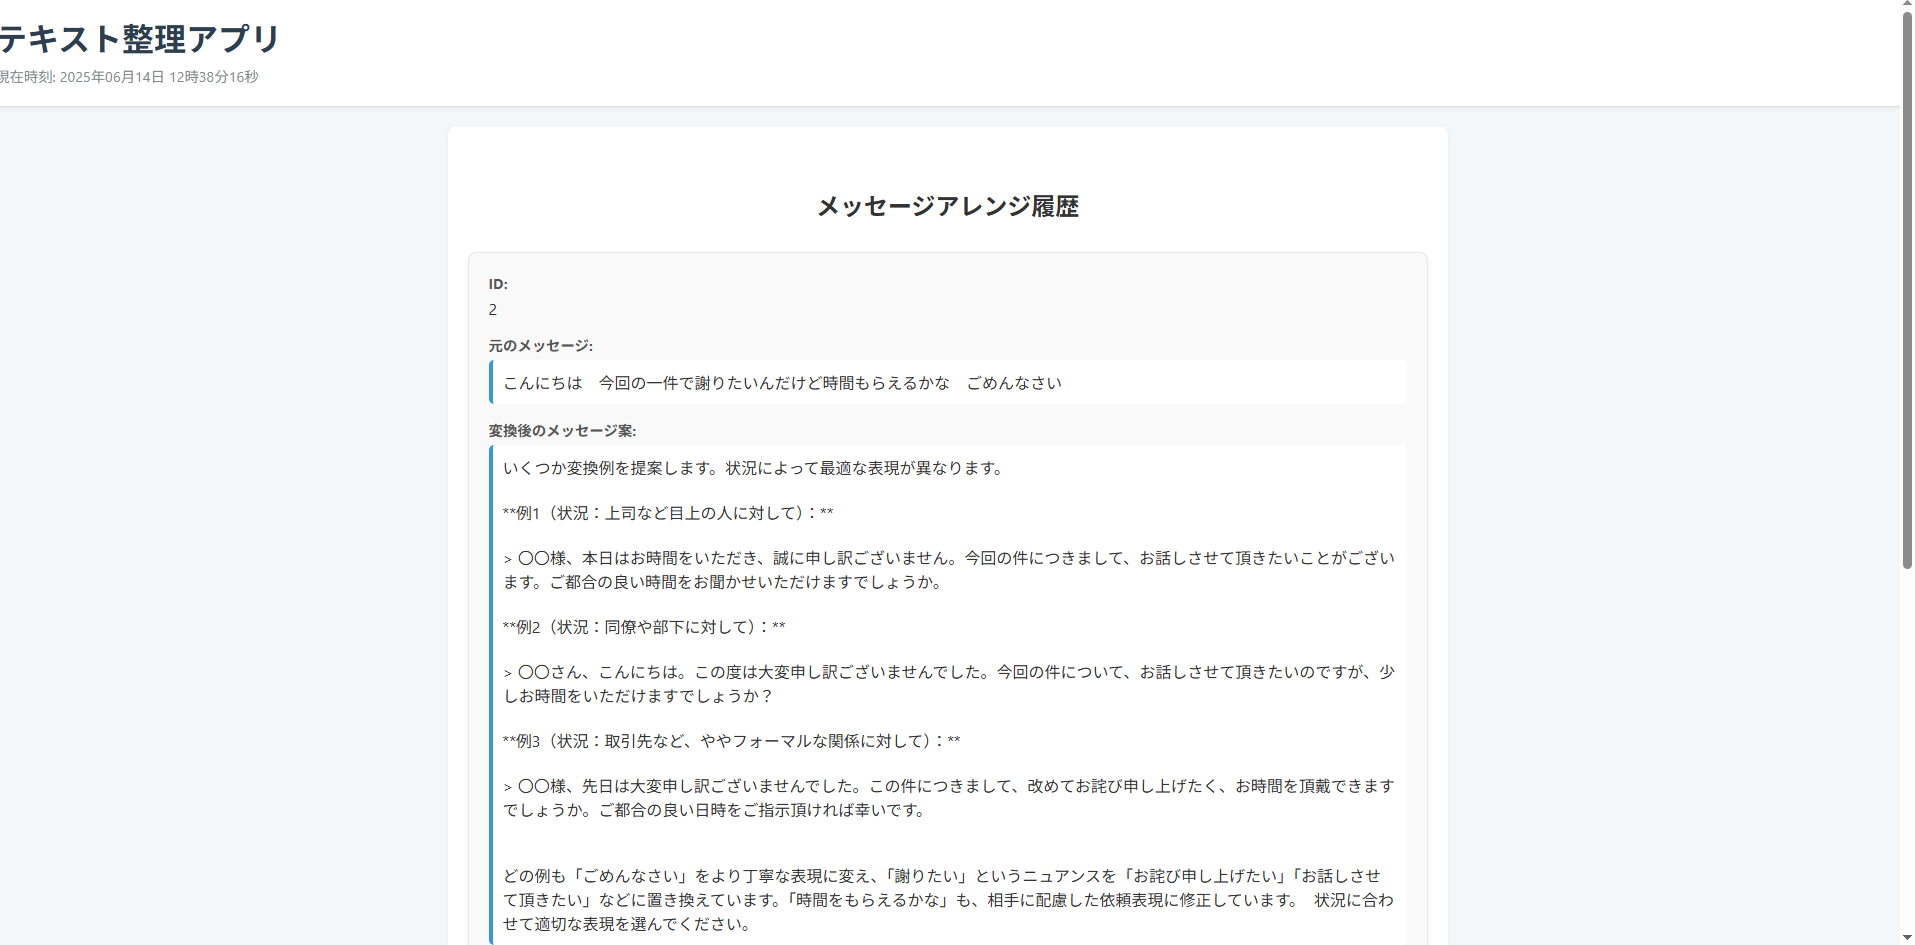 テキスト整理アプリ
現在時刻: 2025年06月14日 12時38分16秒
メッセージアレンジ履歴
ID:
2
元のメッセージ:
こんにちは　今回の一件で謝りたいんだけど時間もらえるかな　ごめんなさい
変換後のメッセージ案:
いくつか変換例を提案します。状況によって最適な表現が異なります。
**例1（状況：上司など目上の人に対して）：**
> 〇〇様、本日はお時間をいただき、誠に申し訳ございません。今回の件につきまして、お話しさせて頂きたいことがござい
ます。ご都合の良い時間をお聞かせいただけますでしょうか。
**例2（状況：同僚や部下に対して）：**
> 〇〇さん、こんにちは。この度は大変申し訳ございませんでした。今回の件について、お話しさせて頂きたいのですが、少
しお時間をいただけますでしょうか？
**例3（状況：取引先など、ややフォーマルな関係に対して）：**
> 〇〇様、先日は大変申し訳ございませんでした。この件につきまして、改めてお詫び申し上げたく、お時間を頂戴できます
でしょうか。ご都合の良い日時をご指示頂ければ幸いです。
どの例も「ごめんなさい」をより丁寧な表現に変え、「謝りたい」というニュアンスを「お詫び申し上げたい」「お話しさせ
て頂きたい」などに置き換えています。「時間をもらえるかな」も、相手に配慮した依頼表現に修正しています。 状況に合わ
せて適切な表現を選んでください。